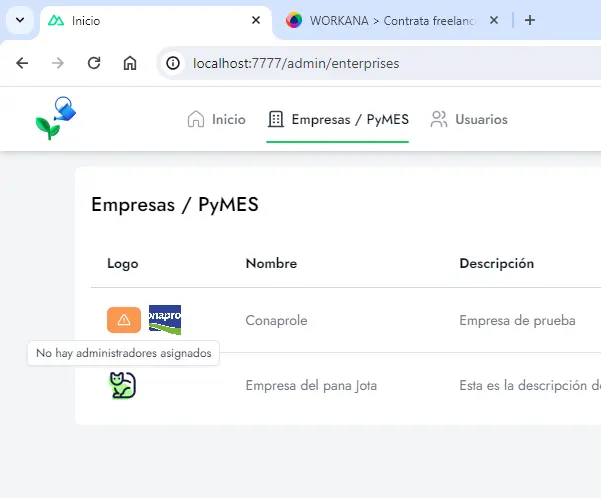 Inicio
WORKANA > Contrata freelanc
localhost:7777/admin/enterprises
Inicio
Empresas / PyMES
Usuarios
Empresas / PyMES
Logo
Nombre
Descripción
onapro
Conaprole
Empresa de prueba
No hay administradores asignados
Empresa del pana Jota
Esta es la descripción d